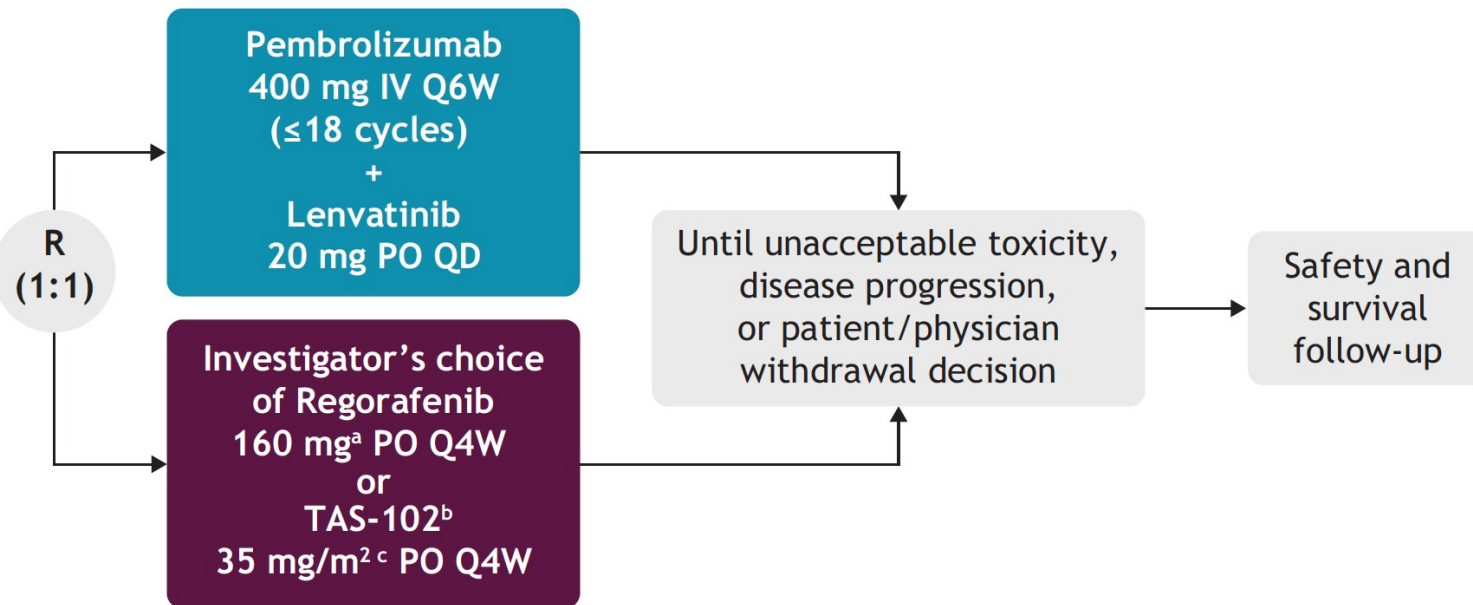 R
(1:1)
Pembrolizumab
400 mg IV Q6W
(≤18 cycles)
+
Lenvatinib
20 mg PO QD
Investigator’s choice
of Regorafenib
160 mgᵃ PO Q4W
or
TAS-102ᵇ
35 mg/m² ᶜ PO Q4W
Until unacceptable toxicity,
disease progression,
or patient/physician
withdrawal decision
Safety and
survival
follow-up